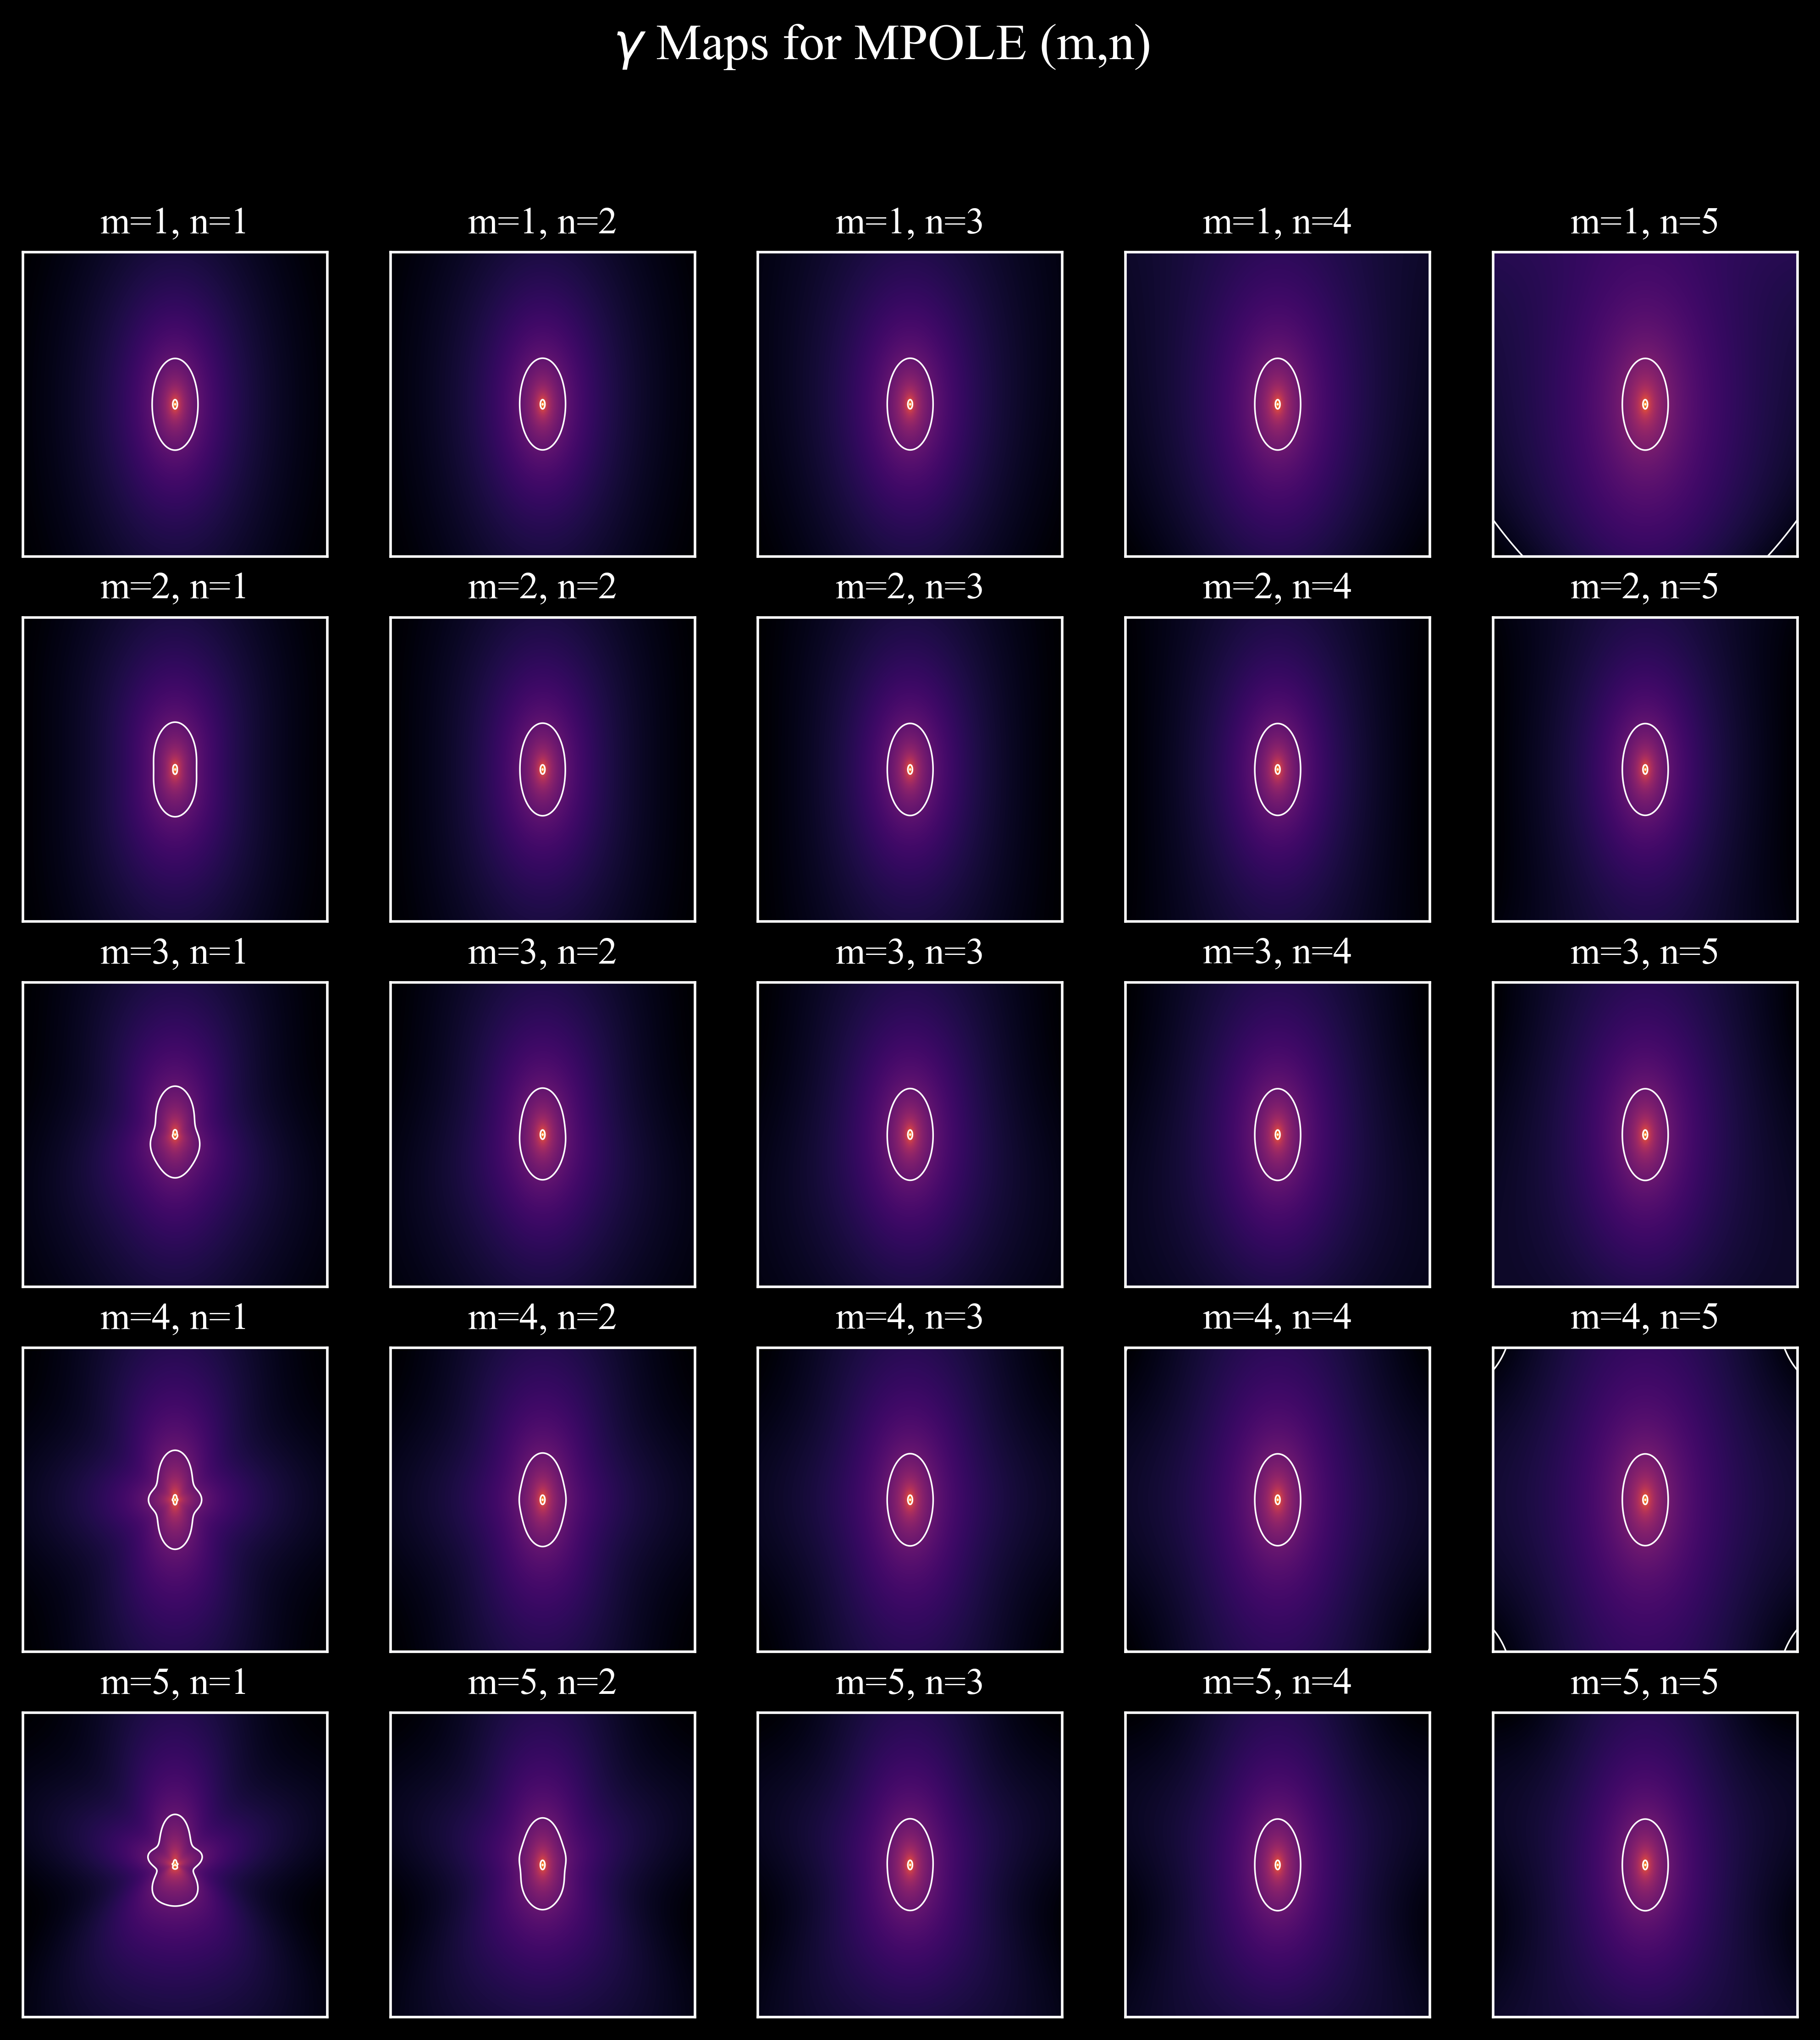 γ Maps for MPOLE (m,n)
m=1, n=1 m=1, n=2 m=1, n=3 m=1, n=4 m=1, n=5
m=2, n=1 m=2, n=2 m=2, n=3 m=2, n=4 m=2, n=5
m=3, n=1 m=3, n=2 m=3, n=3 m=3, n=4 m=3, n=5
m=4, n=1 m=4, n=2 m=4, n=3 m=4, n=4 m=4, n=5
m=5, n=1 m=5, n=2 m=5, n=3 m=5, n=4 m=5, n=5